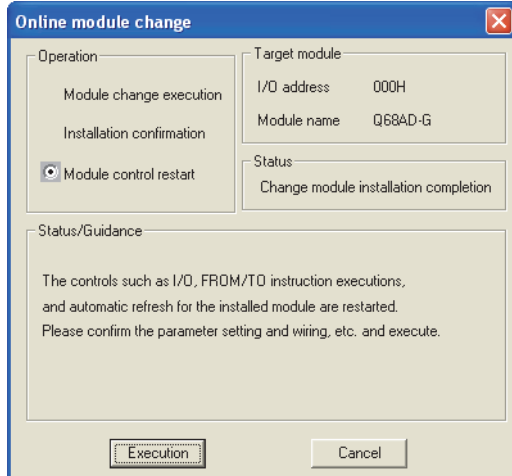 Online module change
Operation
Module change execution
Installation confirmation
Module control restart
Target module
I/O address 000H
Module name Q68AD-G
Status
Change module installation completion
Status/Guidance
The controls such as I/O, FROM/TO instruction executions,
and automatic refresh for the installed module are restarted.
Please confirm the parameter setting and wiring, etc. and execute.
Execution Cancel